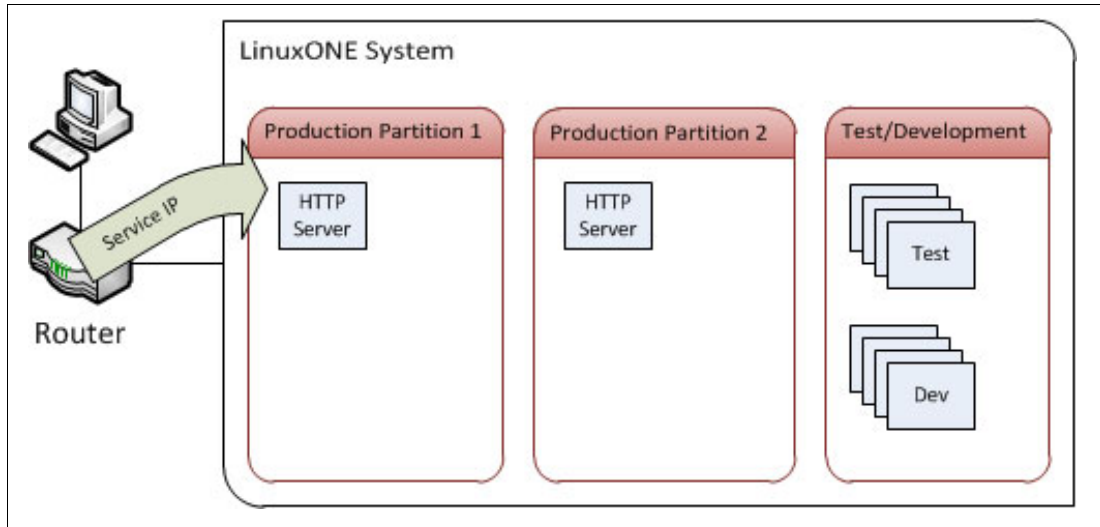 LinuxONE System
Production Partition 1
Production Partition 2
Test/Development
HTTP
Server
HTTP
Server
Service IP
Test
Router
Dev